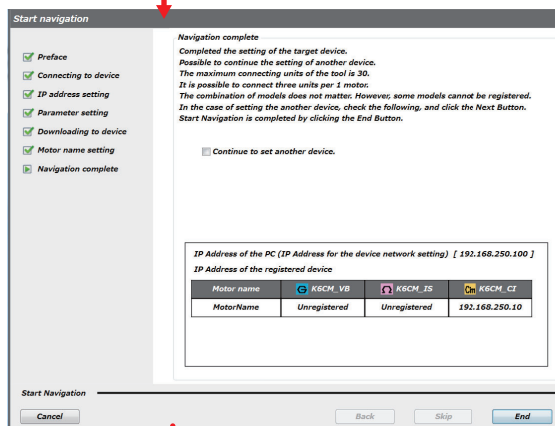 Start navigation
Preface
Connecting to device
IP address setting
Parameter setting
Downloading to device
Motor name setting
Navigation complete
Navigation complete
Completed the setting of the target device.
Possible to continue the setting of another device.
The maximum connecting units of the tool is 30.
It is possible to connect three units per 1 motor.
The combination of models does not matter. However, some models cannot be registered.
In the case of setting the another device, check the following, and click the Next Button.
Start Navigation is completed by clicking the End Button.
Continue to set another device.
IP Address of the PC (IP Address for the device network setting) [ 192.168.250.100 ]
IP Address of the registered device
Motor name G K6CM_VB Ω K6CM_IS Cm K6CM_CI
MotorName Unregistered Unregistered 192.168.250.10
Start Navigation
Cancel Back Skip End